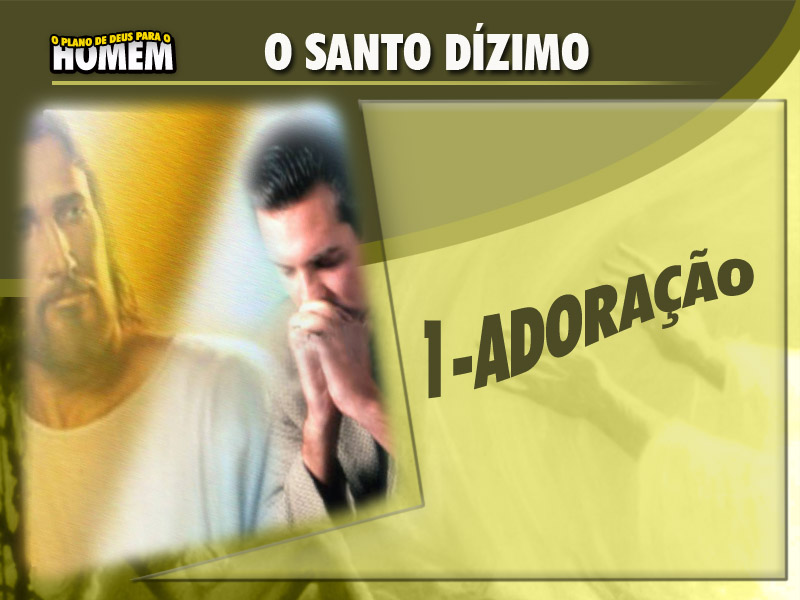 O PLANO DE DEUS PARA O
HOMEM
O SANTO DÍZIMO
1-ADORAÇÃO